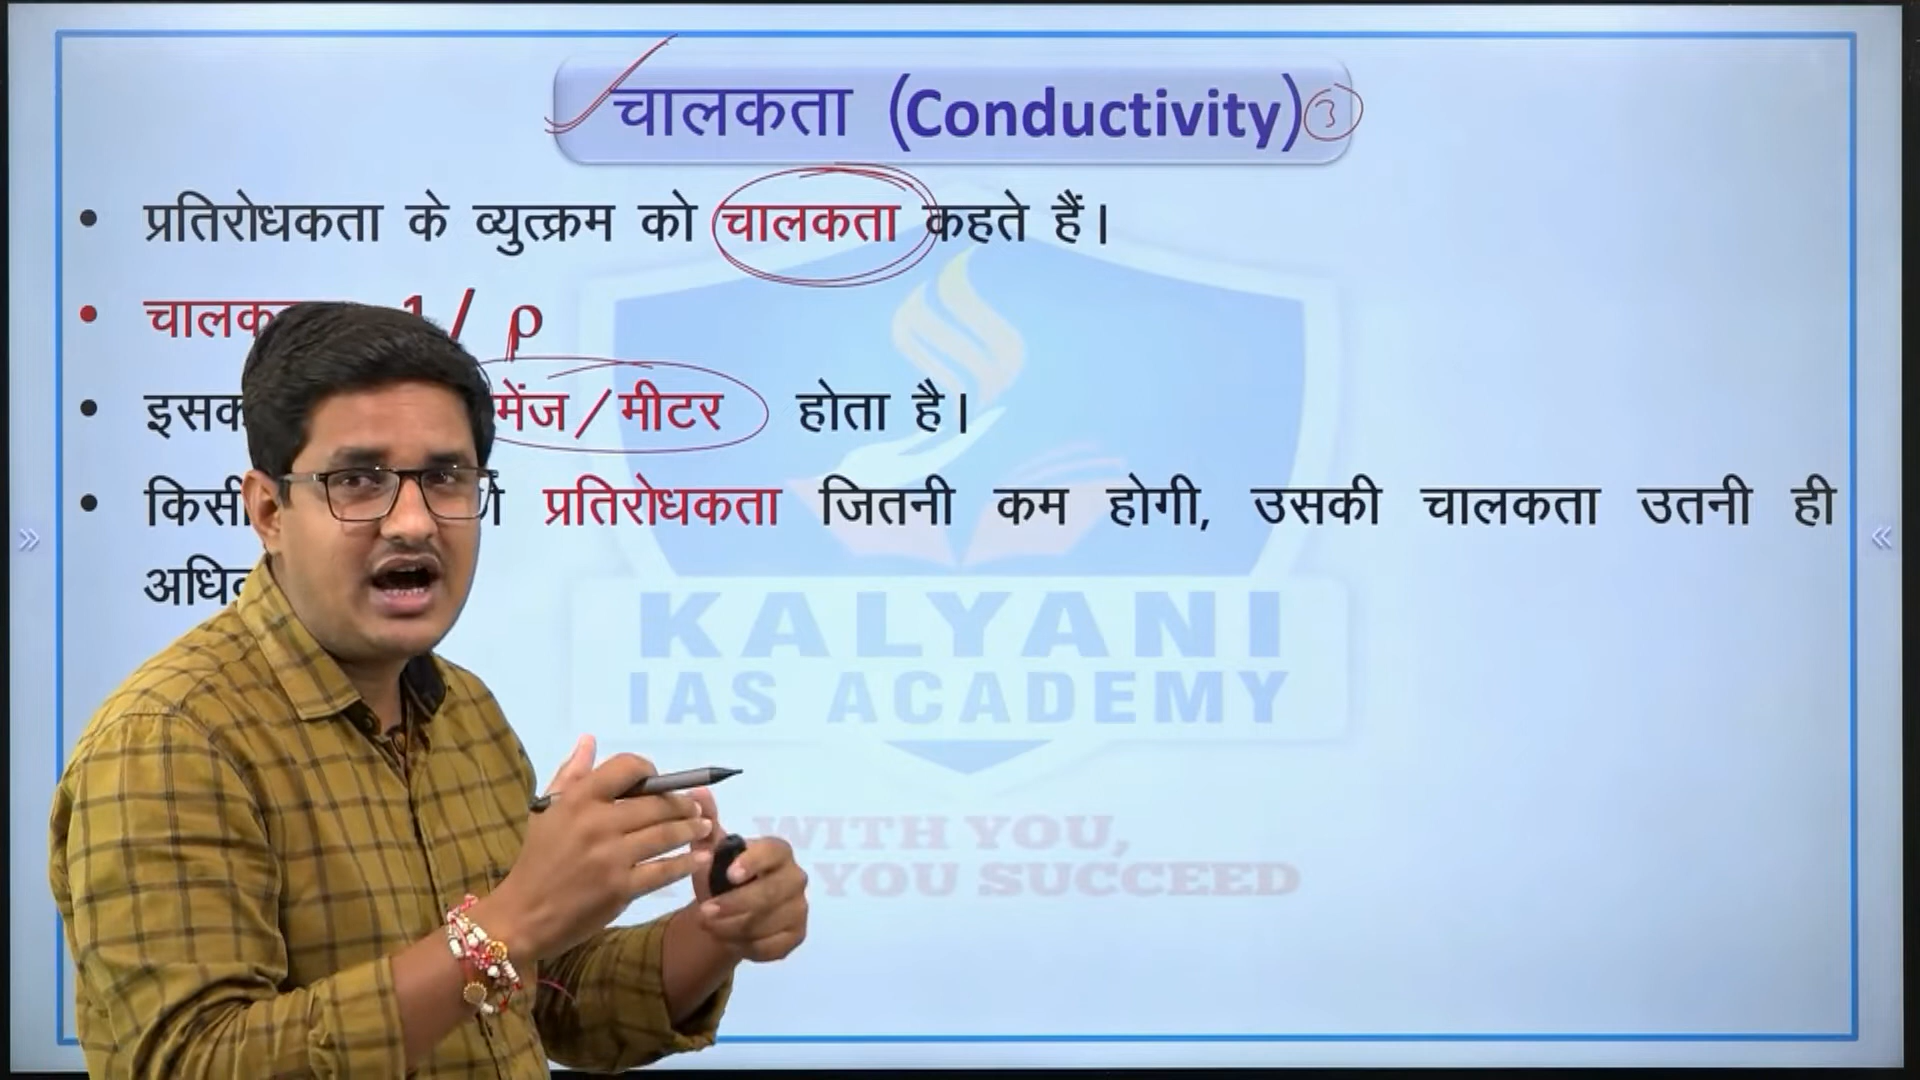 चालकता (Conductivity) 3
प्रतिरोधकता के व्युत्क्रम को चालकता कहते हैं।
1/ ρ
मीटर होता है।
प्रतिरोधकता जितनी कम होगी, उसकी चालकता उतनी ही
KALYANI
IAS ACADEMY
WITH YOU,
YOU SUCCEED